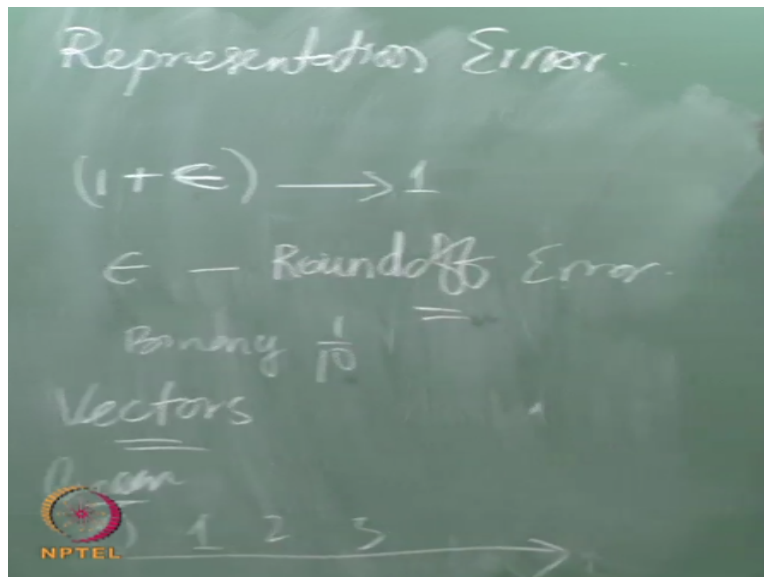 Representation Error.
(1 + ϵ) → 1
ϵ — Roundoff Error.
Binary 1/10
Vectors
1 2 3
NPTEL